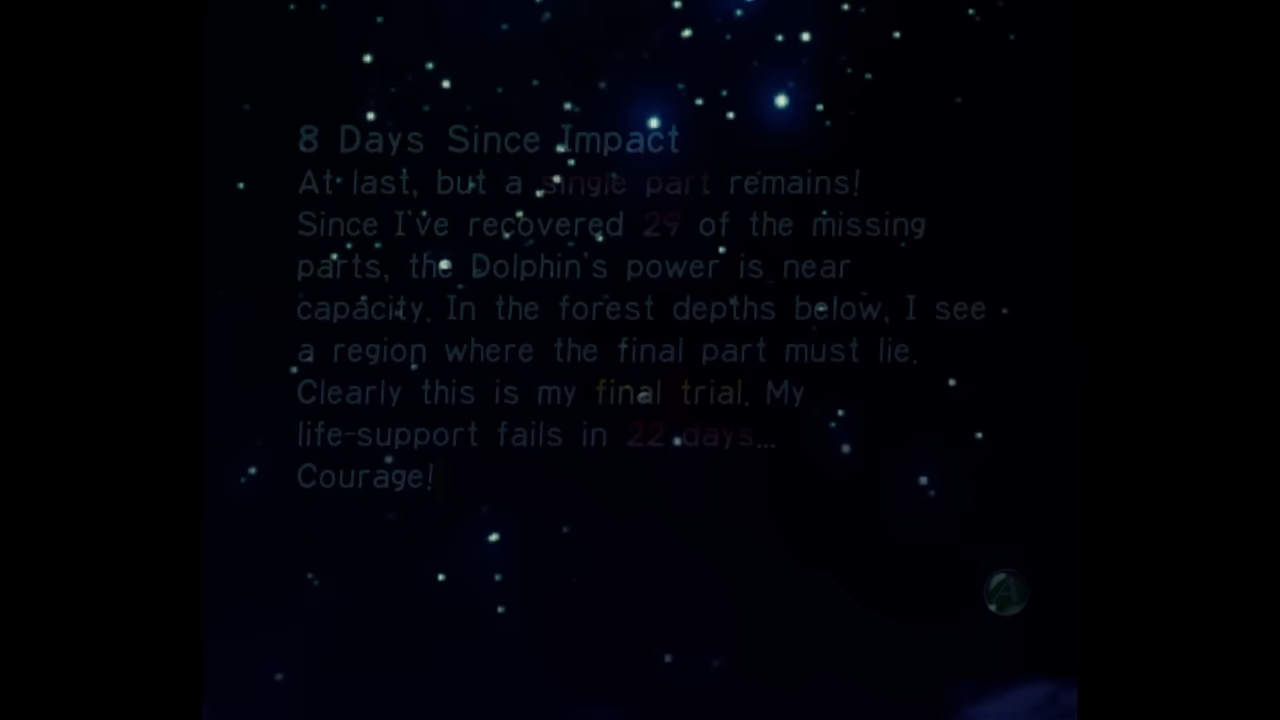 8 Days Since Impact
At last, but a single part remains!
Since I've recovered 29 of the missing
parts, the Dolphin's power is near
capacity. In the forest depths below, I see
a region where the final part must lie.
Clearly this is my final trial. My
life-support fails in 22 days...
Courage!
A